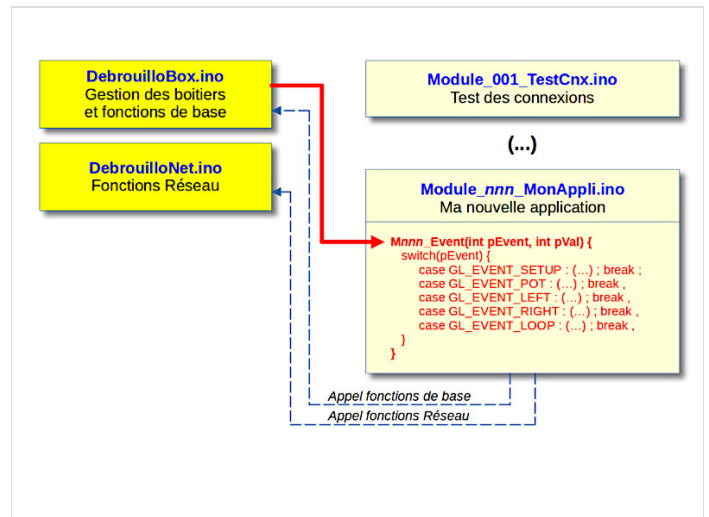 DebrouilloBox.ino
Gestion des boitiers
et fonctions de base
DebrouilloNet.ino
Fonctions Réseau
Module_001_TestCnx.ino
Test des connexions
(...)
Module_nnn_MonAppli.ino
Ma nouvelle application
Mnnn_Event(int pEvent, int pVal) {
switch(pEvent) {
case GL_EVENT_SETUP : (...) ; break ;
case GL_EVENT_POT : (...) ; break ,
case GL_EVENT_LEFT : (...) ; break ,
case GL_EVENT_RIGHT : (...) ; break ,
case GL_EVENT_LOOP : (...) ; break ,
}
}
Appel fonctions de base
Appel fonctions Réseau